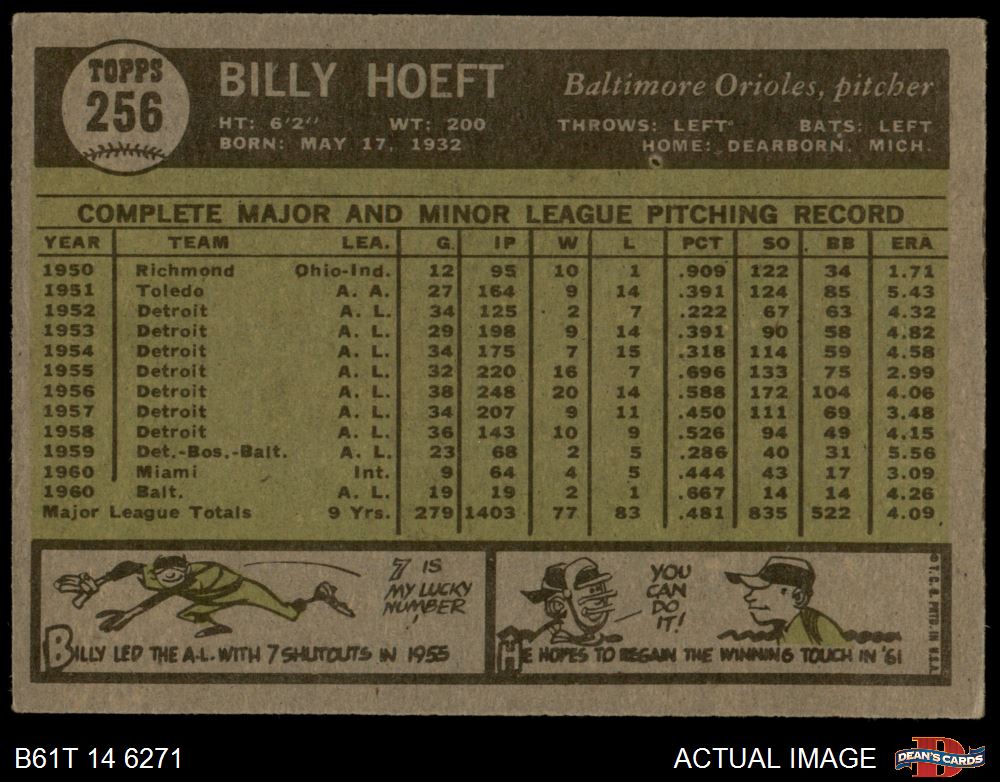 TOPPS
256
BILLY HOEFT
Baltimore Orioles, pitcher
HT: 6'2" WT: 200
THROWS: LEFT BATS: LEFT
BORN: MAY 17, 1932
HOME: DEARBORN, MICH.
COMPLETE MAJOR AND MINOR LEAGUE PITCHING RECORD
YEAR TEAM LEA. G IP W L PCT SO BB ERA
1950 Richmond Ohio-Ind. 12 95 10 1 .909 122 34 1.71
1951 Toledo A. A. 27 164 9 14 .391 124 85 5.43
1952 Detroit A. L. 34 125 2 7 .222 67 63 4.32
1953 Detroit A. L. 29 198 9 14 .391 90 58 4.82
1954 Detroit A. L. 34 175 7 15 .318 114 59 4.58
1955 Detroit A. L. 32 220 16 7 .696 133 75 2.99
1956 Detroit A. L. 38 248 20 14 .588 172 104 4.06
1957 Detroit A. L. 34 207 9 11 .450 111 69 3.48
1958 Detroit A. L. 36 143 10 9 .526 94 49 4.15
1959 Det.-Bos.-Balt. A. L. 23 68 2 5 .286 40 31 5.56
1960 Miami Int. 9 64 4 5 .444 43 17 3.09
1960 Balt. A. L. 19 19 2 1 .667 14 14 4.26
Major League Totals 9 Yrs. 279 1403 77 83 .481 835 522 4.09
7 IS
MY LUCKY
NUMBER
!
BILLY LED THE A.L. WITH 7 SHUTOUTS IN 1955
YOU
CAN
DO
IT!
HE HOPES TO REGAIN THE WINNING TOUCH IN '61
© T. C. G. PRTD. IN U.S.A.
B61T 14 6271
ACTUAL IMAGE
D
DEAN'S CARDS